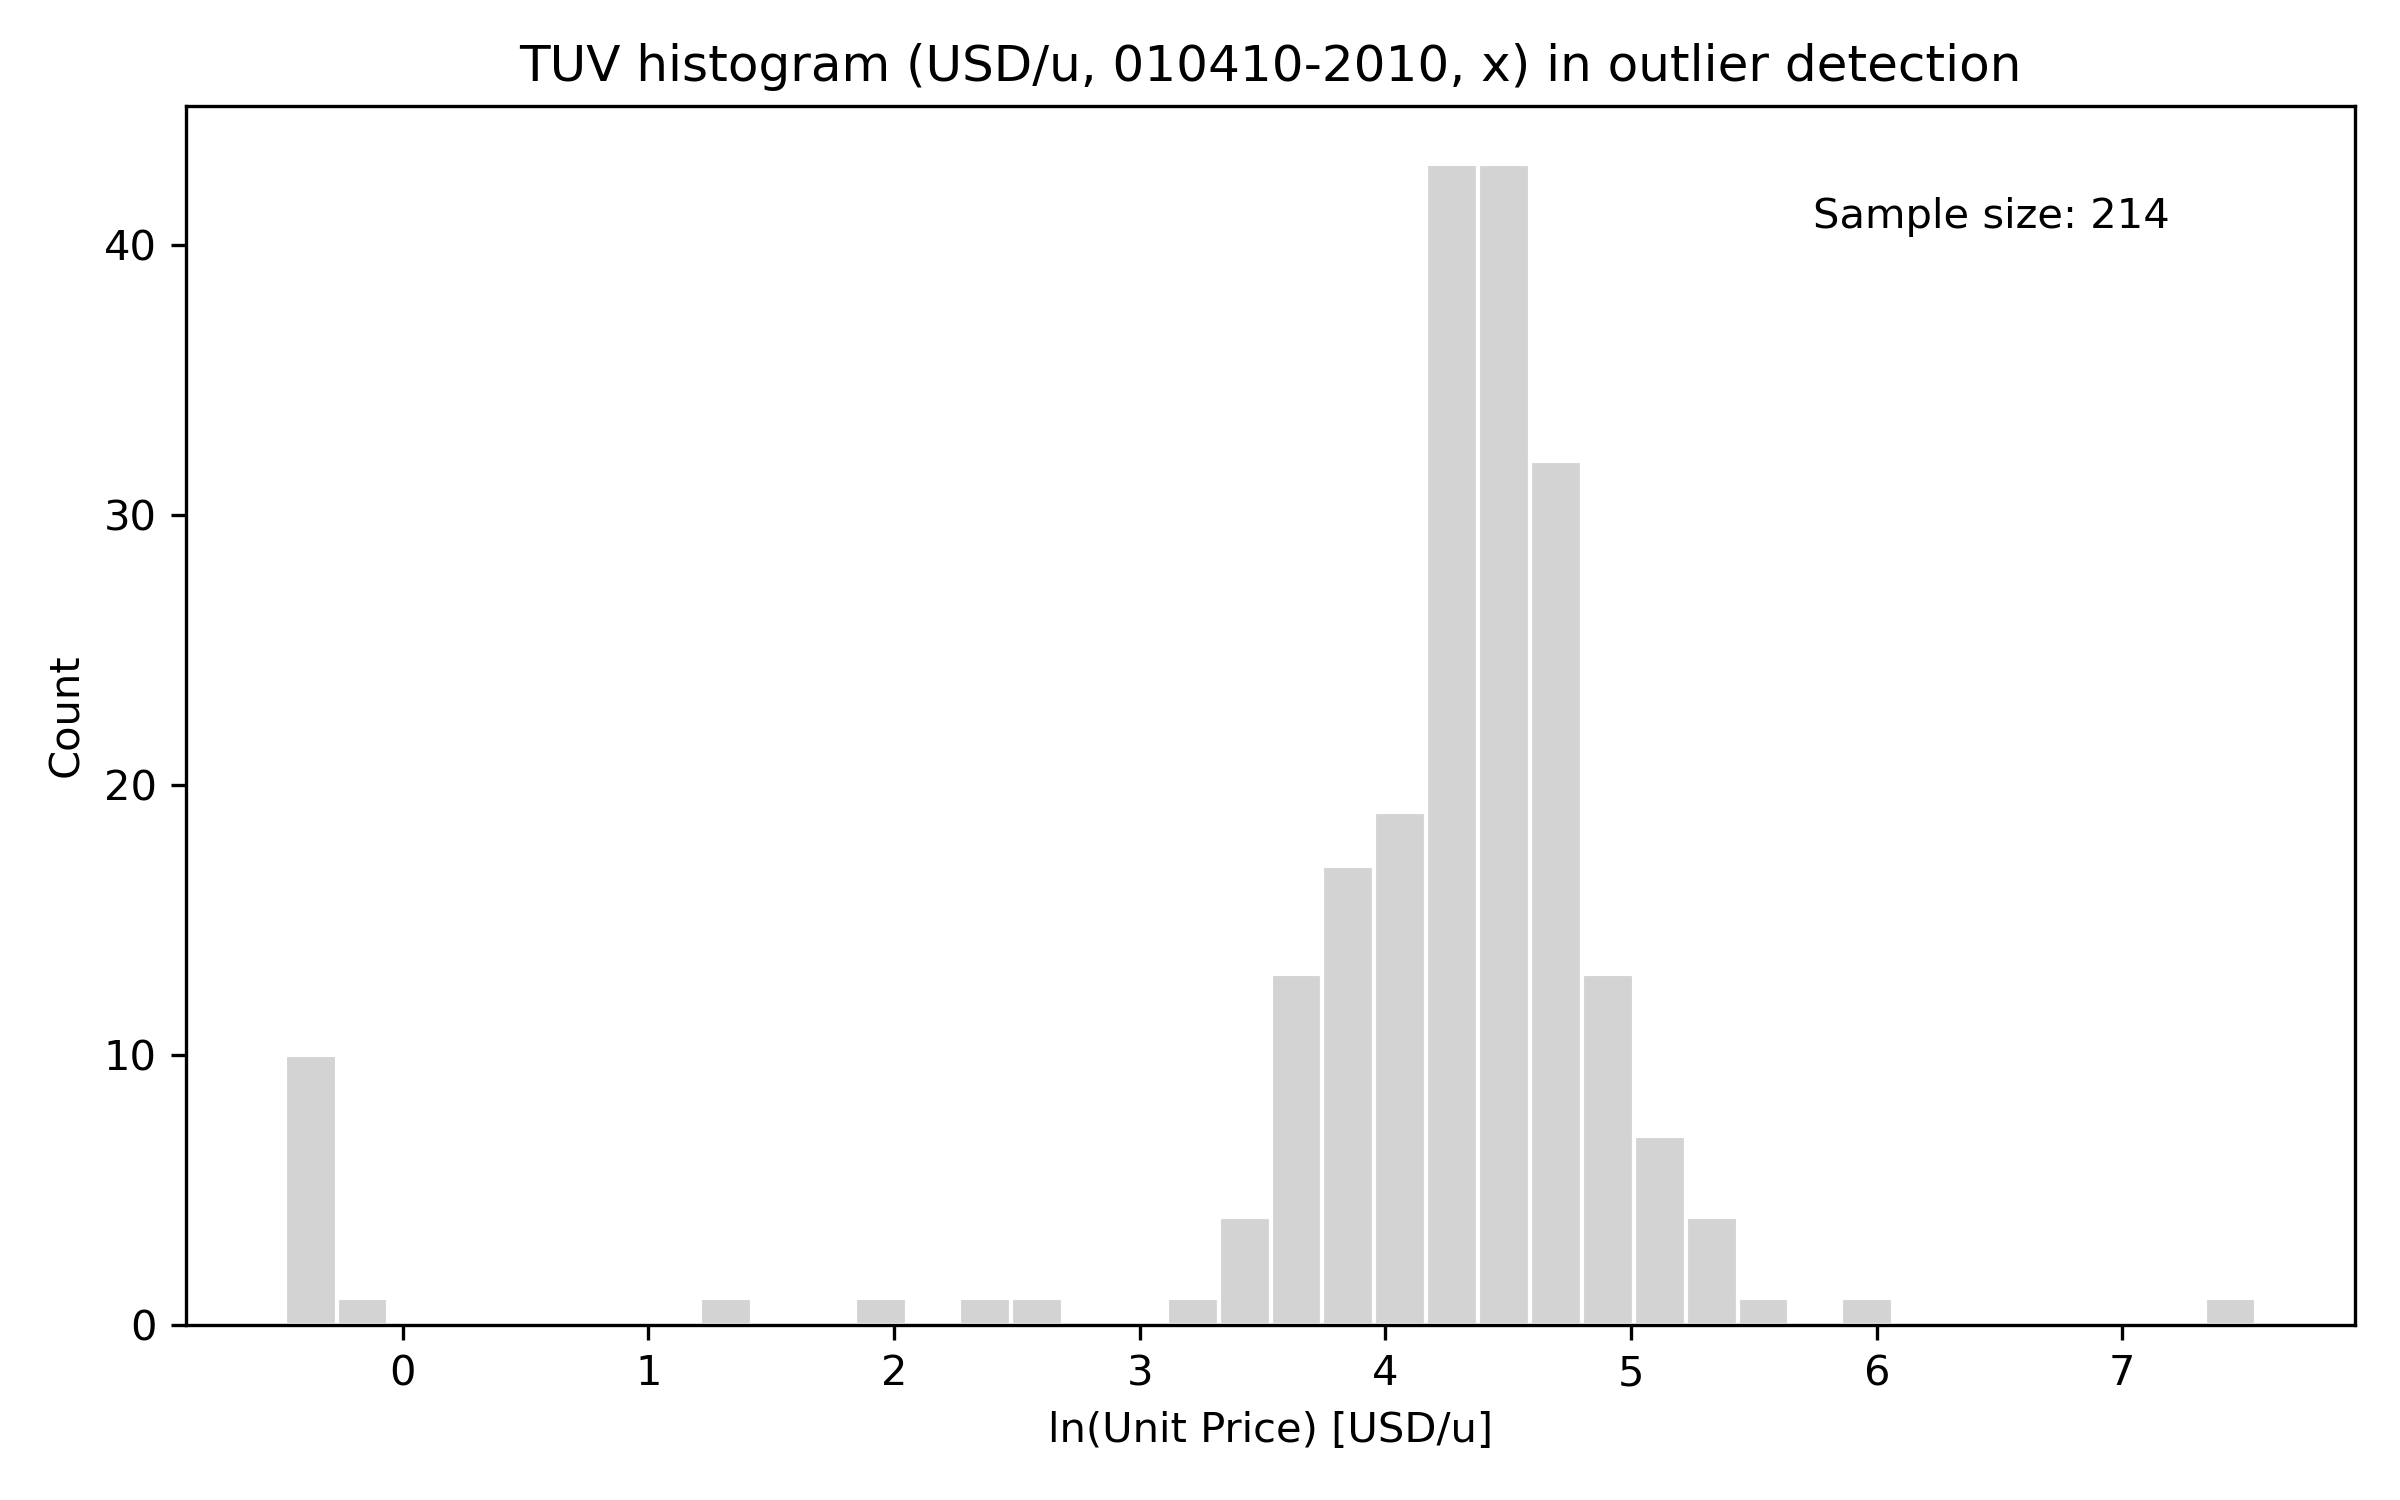 TUV histogram (USD/u, 010410-2010, x) in outlier detection
Sample size: 214
Count
40
30
20
10
0
0 1 2 3 4 5 6 7
ln(Unit Price) [USD/u]